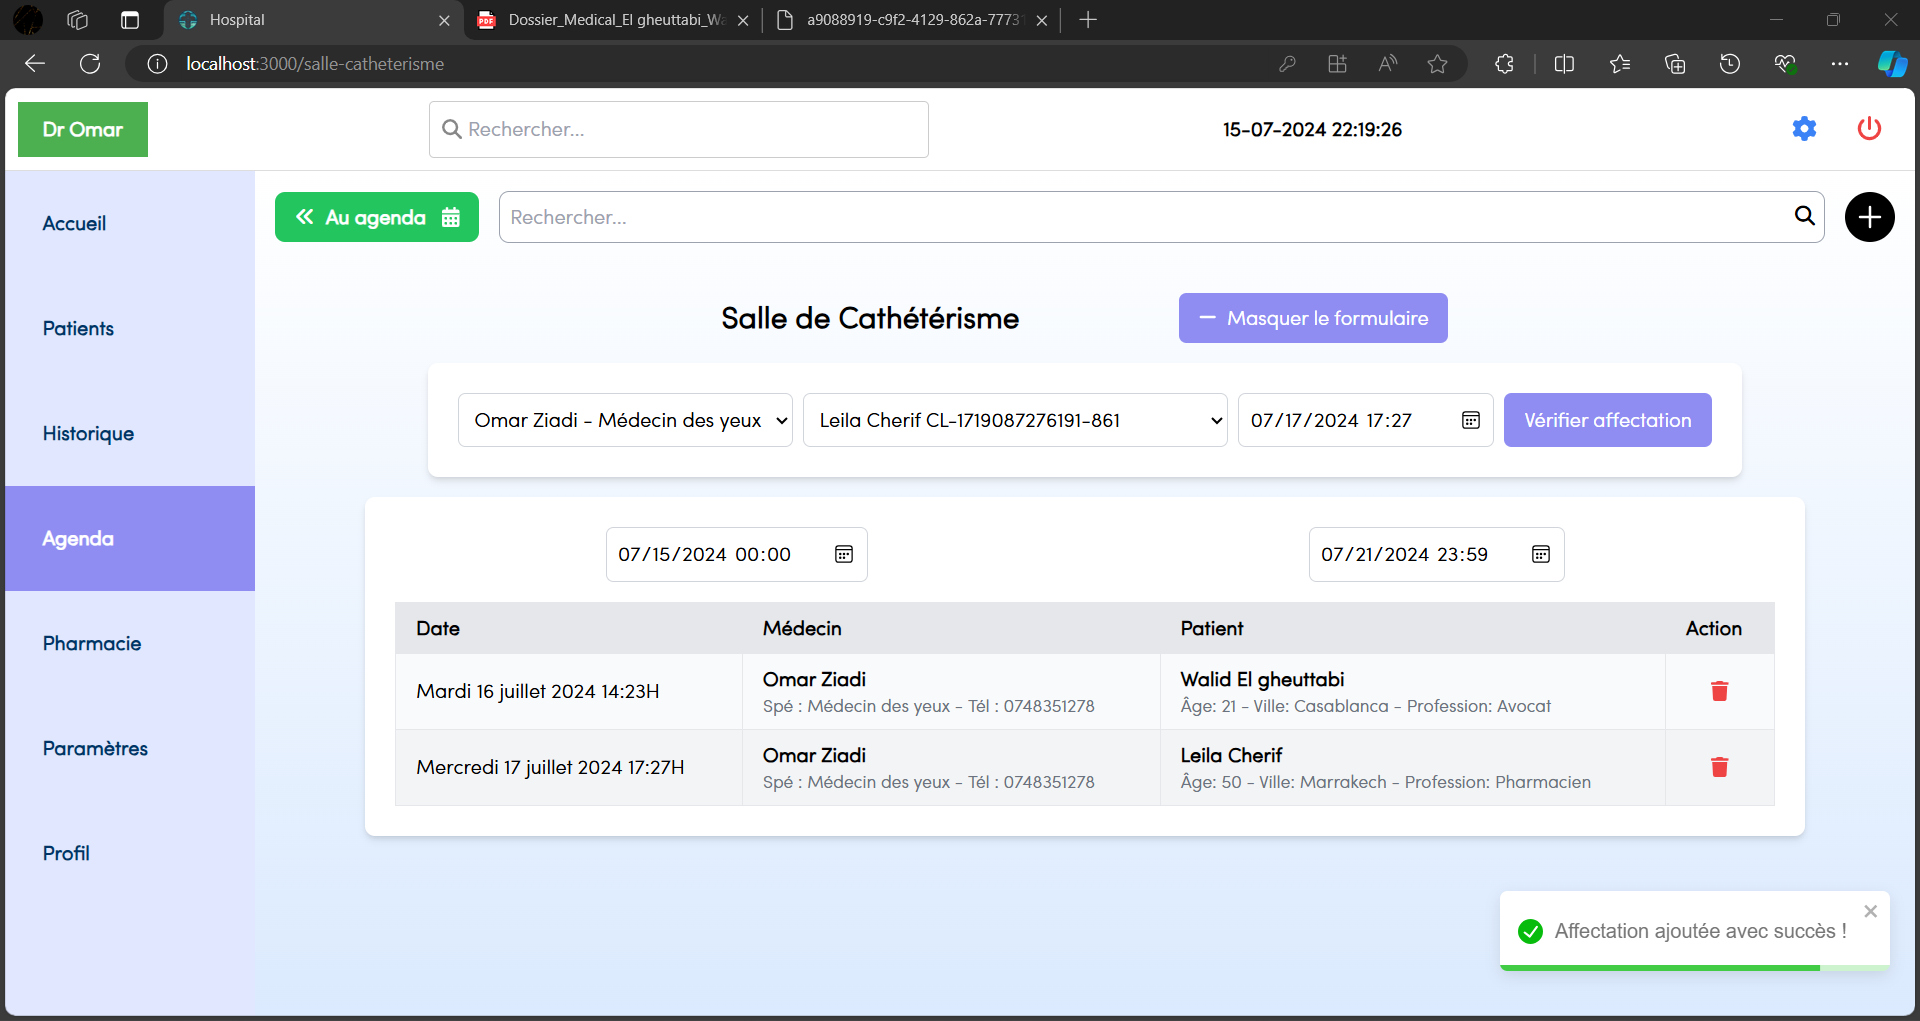 Hospital
Dossier_Medical_El gheuttabi_Wa
a9088919-c9f2-4129-862a-7773
localhost:3000/salle-catheterisme
Dr Omar
Rechercher...
15-07-2024 22:19:26
Accueil
Patients
Historique
Agenda
Pharmacie
Paramètres
Profil
Au agenda
Rechercher...
Salle de Cathétérisme
Masquer le formulaire
Omar Ziadi - Médecin des yeux
Leila Cherif CL-1719087276191-861
07/17/2024 17:27
Vérifier affectation
07/15/2024 00:00
07/21/2024 23:59
Date Médecin Patient Action
Mardi 16 juillet 2024 14:23H
Omar Ziadi
Spé : Médecin des yeux - Tél : 0748351278
Walid El gheuttabi
Âge: 21 - Ville: Casablanca - Profession: Avocat
Mercredi 17 juillet 2024 17:27H
Omar Ziadi
Spé : Médecin des yeux - Tél : 0748351278
Leila Cherif
Âge: 50 - Ville: Marrakech - Profession: Pharmacien
Affectation ajoutée avec succès !